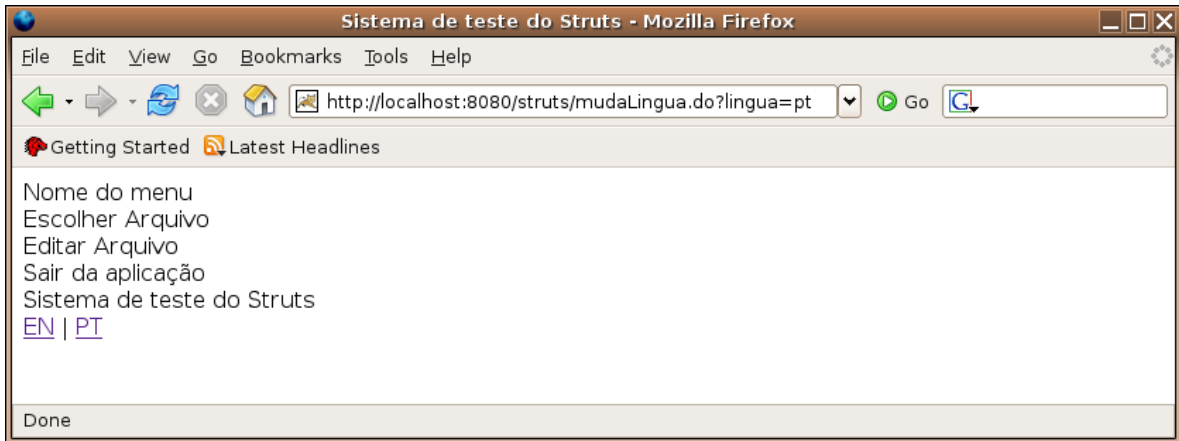 Sistema de teste do Struts - Mozilla Firefox
File Edit View Go Bookmarks Tools Help
http://localhost:8080/struts/mudaLingua.do?lingua=pt Go G
Getting Started Latest Headlines
Nome do menu
Escolher Arquivo
Editar Arquivo
Sair da aplicação
Sistema de teste do Struts
EN | PT
Done